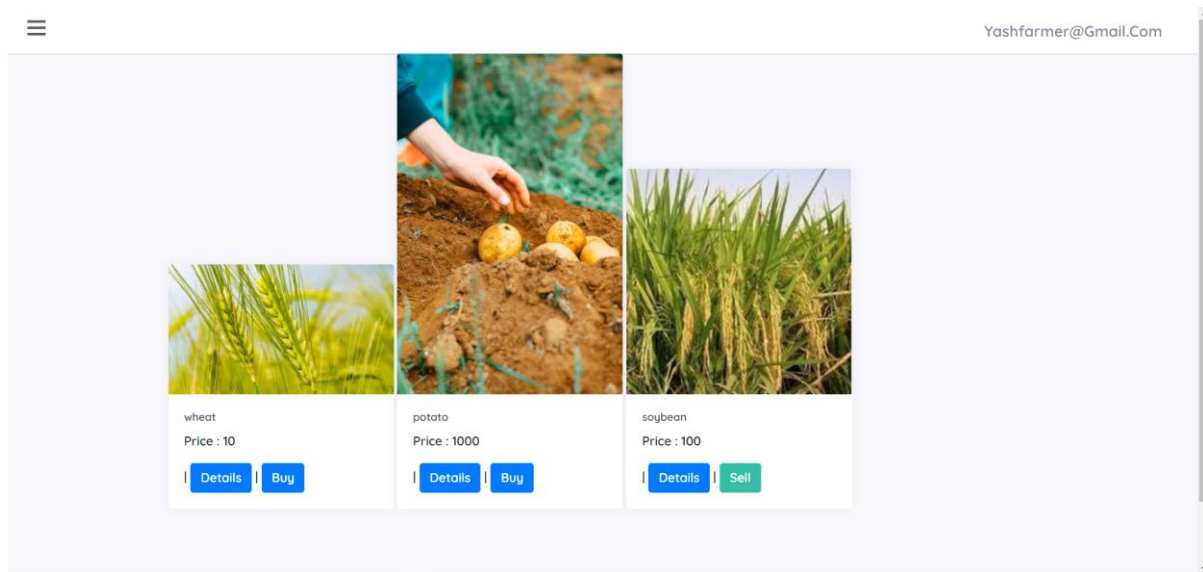 Yashfarmer@Gmail.Com
wheat
Price : 10
| Details | Buy
potato
Price : 1000
| Details | Buy
soybean
Price : 100
| Details | Sell